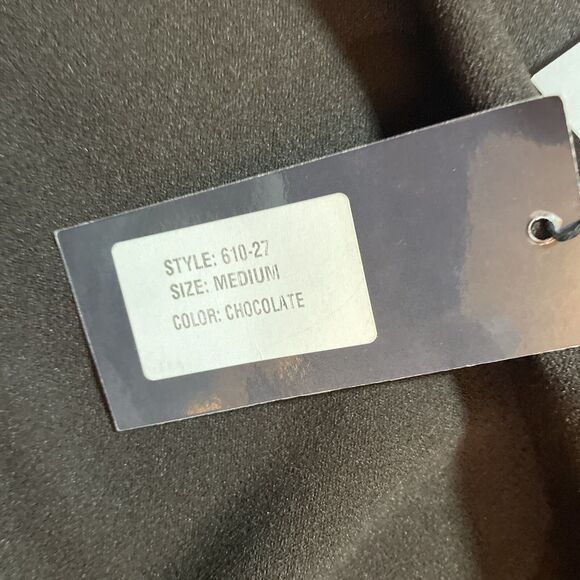 STYLE: 610-27
SIZE: MEDIUM
COLOR: CHOCOLATE